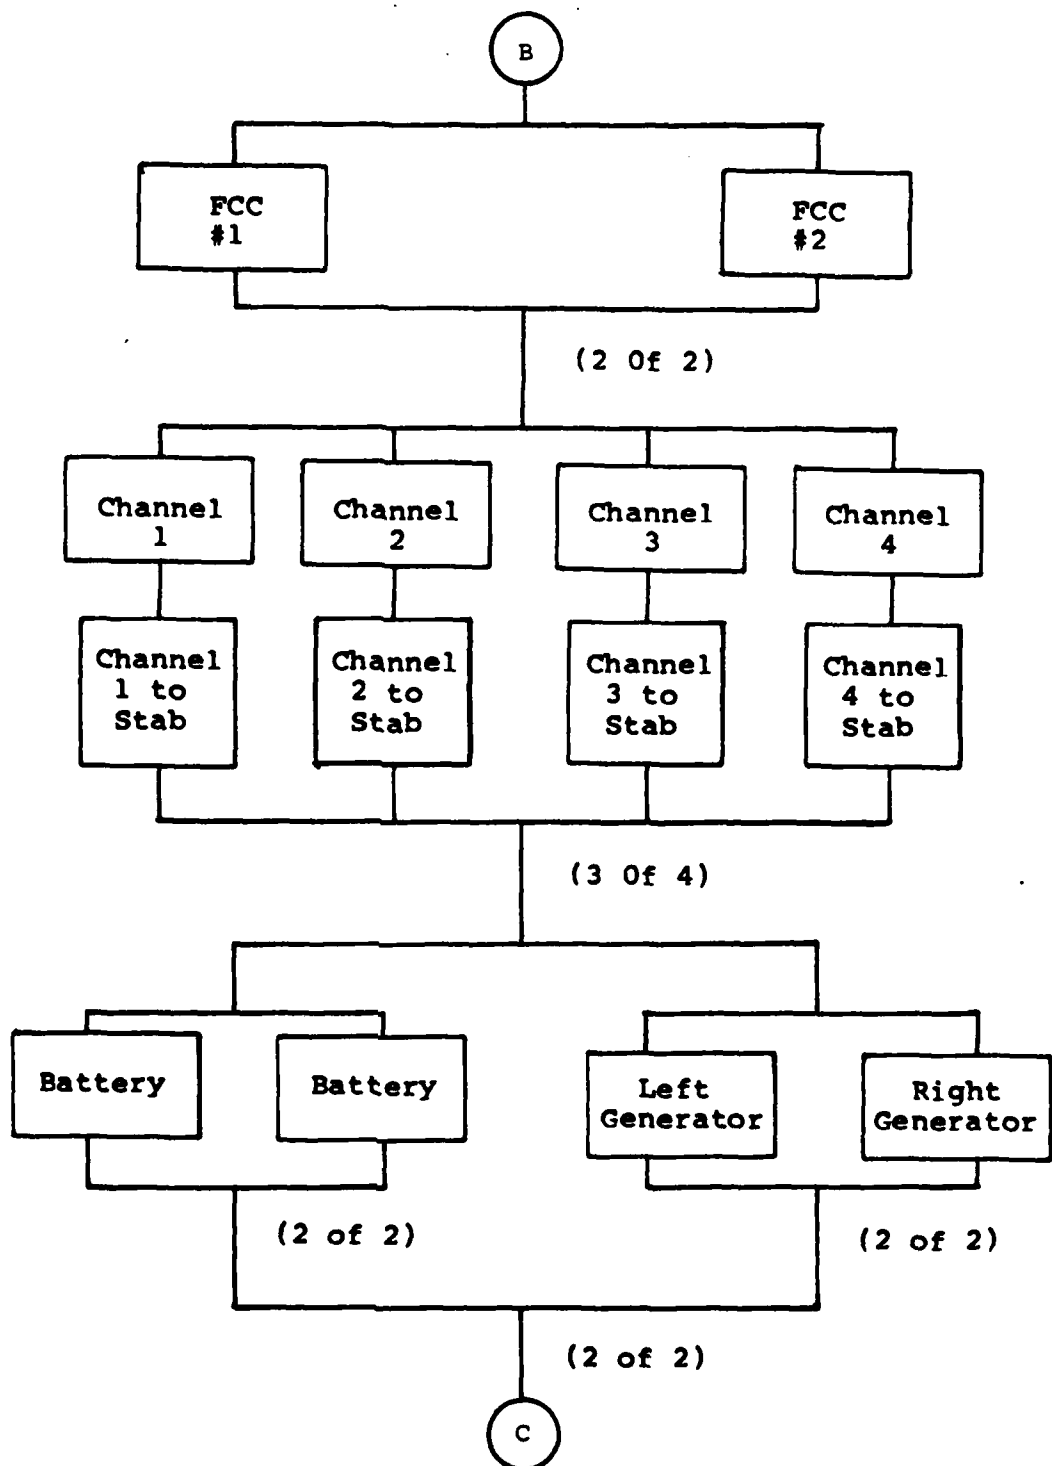 B
FCC
#1
FCC
#2
(2 Of 2)
Channel
1
Channel
2
Channel
3
Channel
4
Channel
1 to
Stab
Channel
2 to
Stab
Channel
3 to
Stab
Channel
4 to
Stab
(3 Of 4)
Battery
Battery
Left
Generator
Right
Generator
(2 of 2)
(2 of 2)
(2 of 2)
C